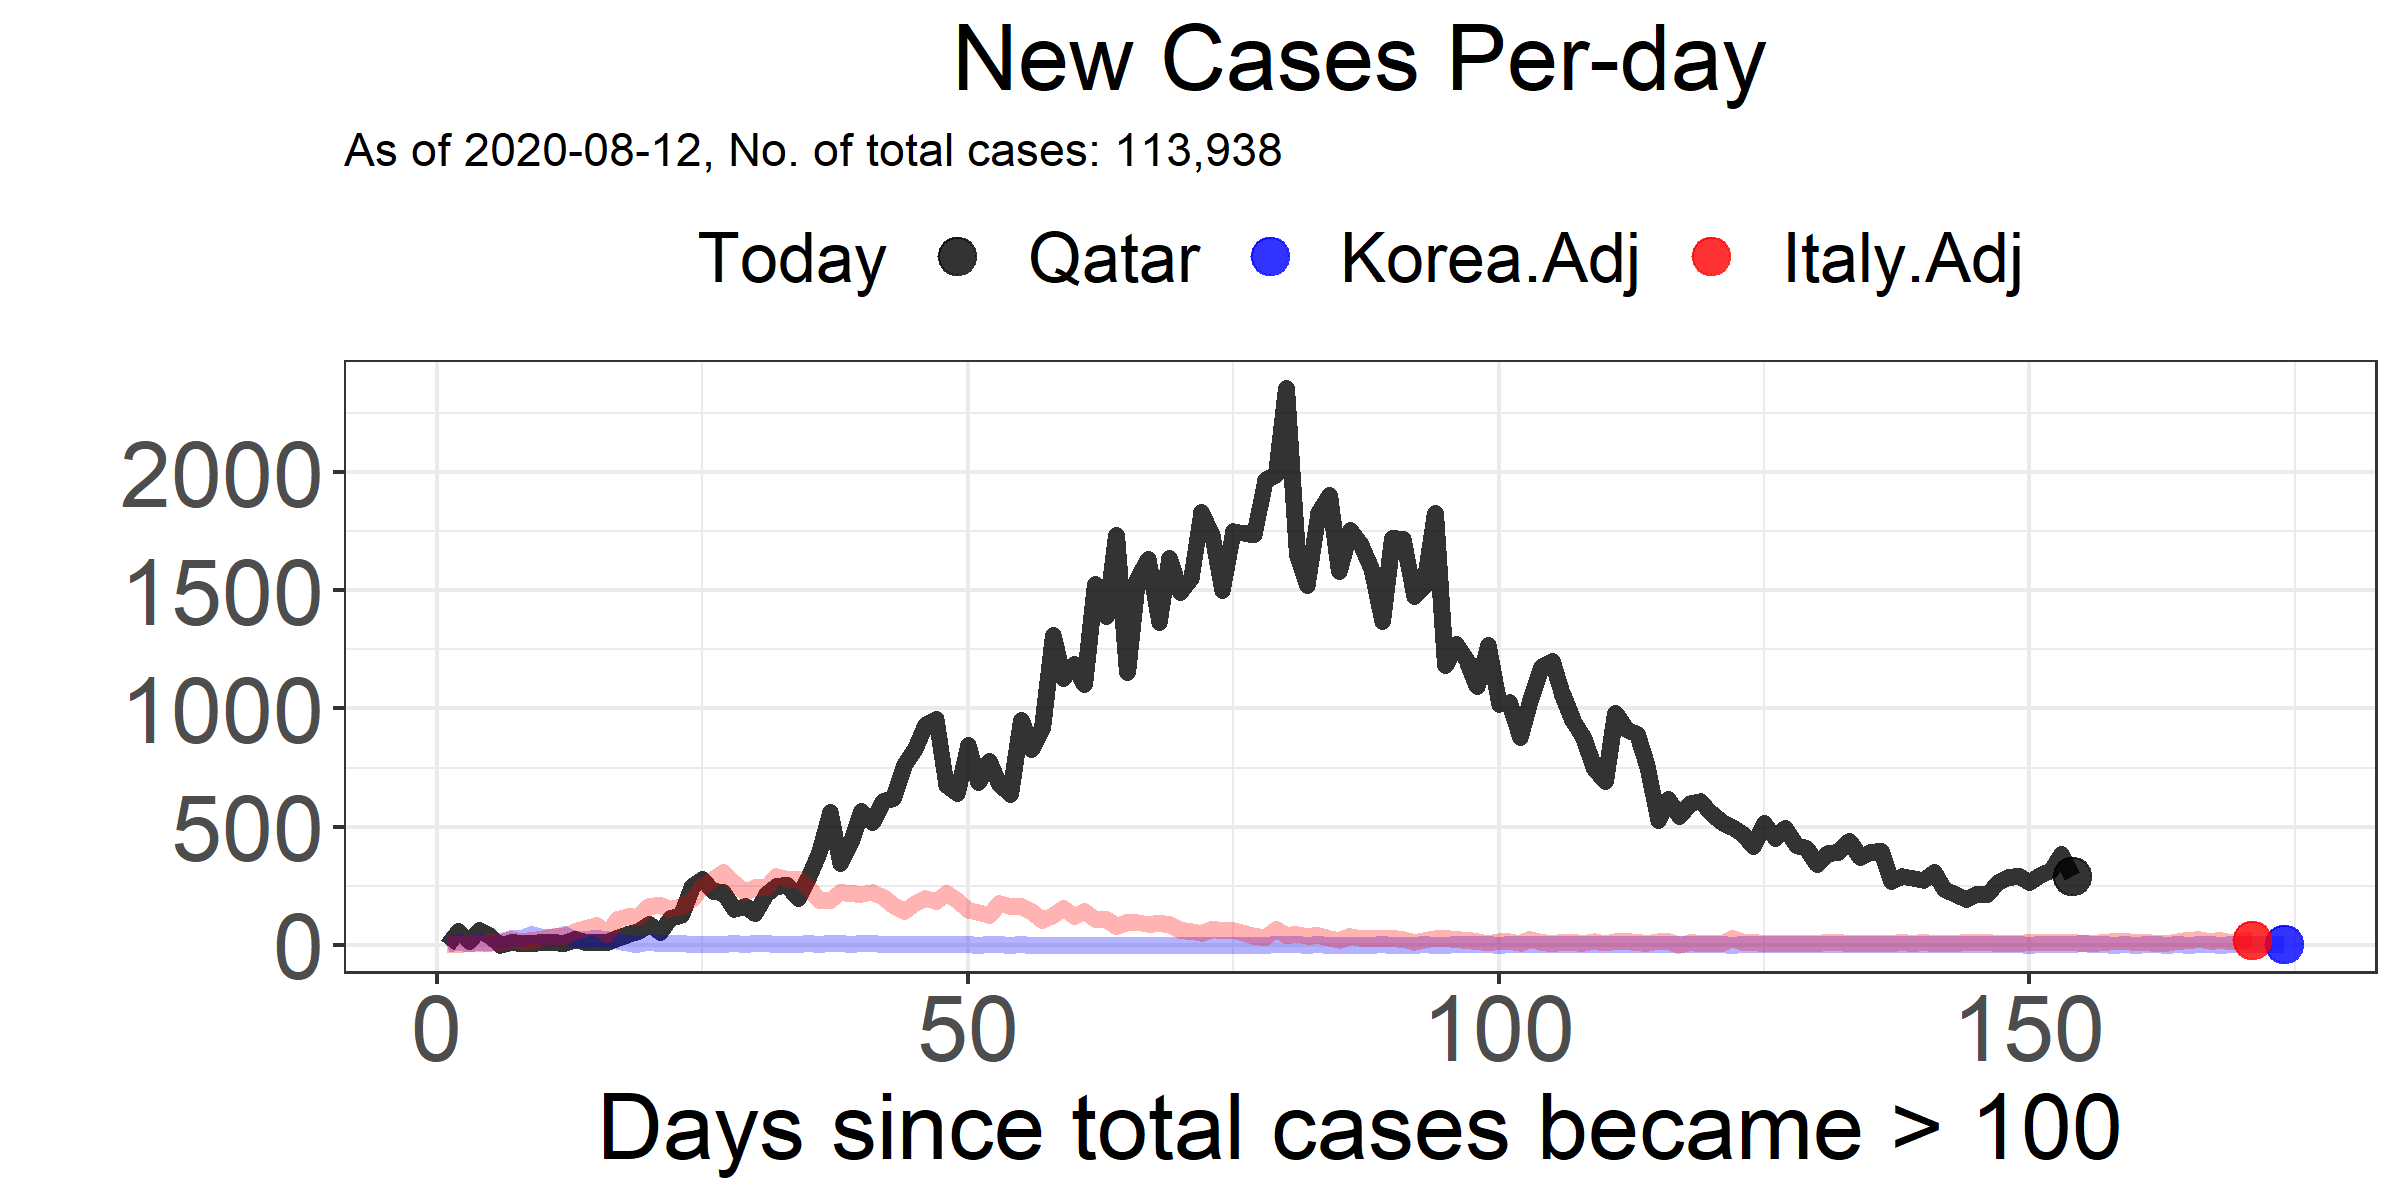 New Cases Per-day
As of 2020-08-12, No. of total cases: 113,938
Today Qatar Korea.Adj Italy.Adj
2000
1500
1000
500
0
0 50 100 150
Days since total cases became > 100